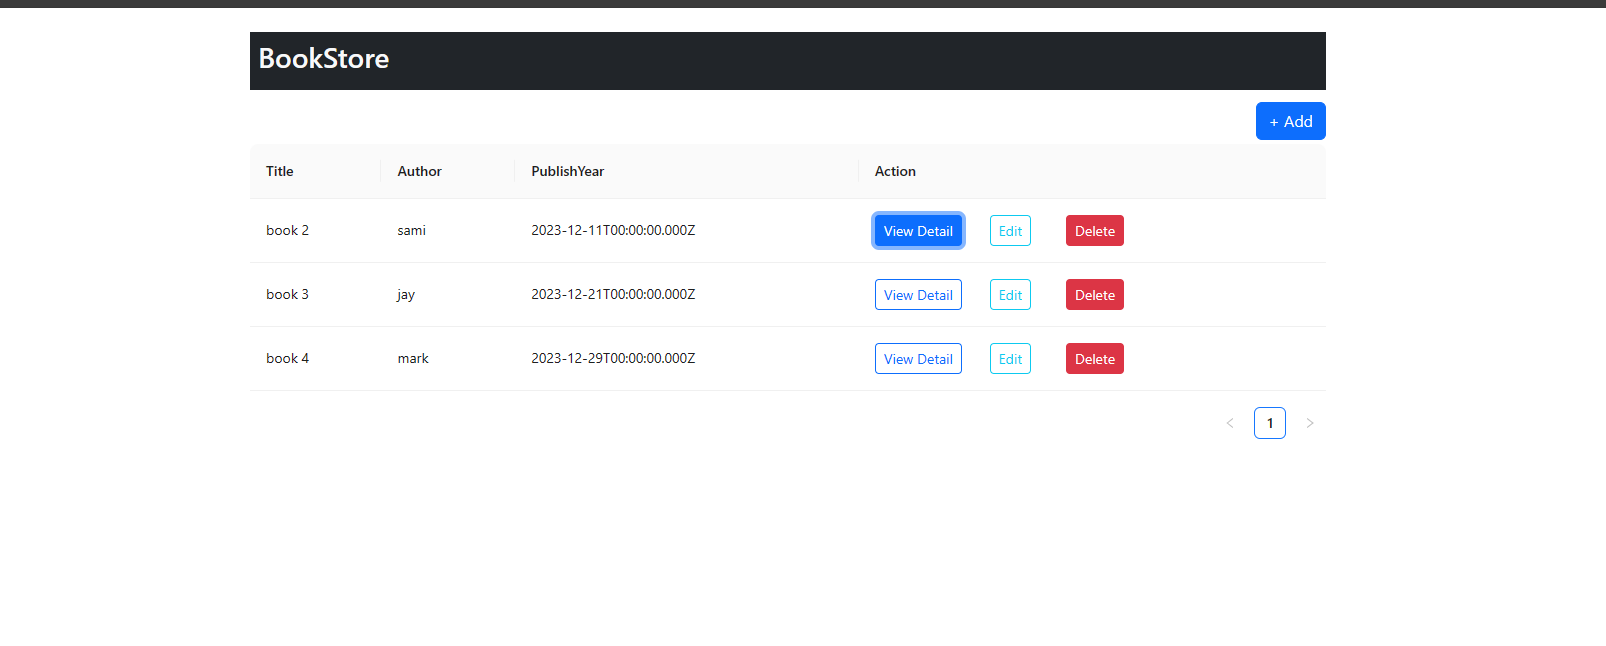 BookStore
+ Add
Title Author PublishYear Action
book 2 sami 2023-12-11T00:00:00.000Z View Detail Edit Delete
book 3 jay 2023-12-21T00:00:00.000Z View Detail Edit Delete
book 4 mark 2023-12-29T00:00:00.000Z View Detail Edit Delete
< 1 >